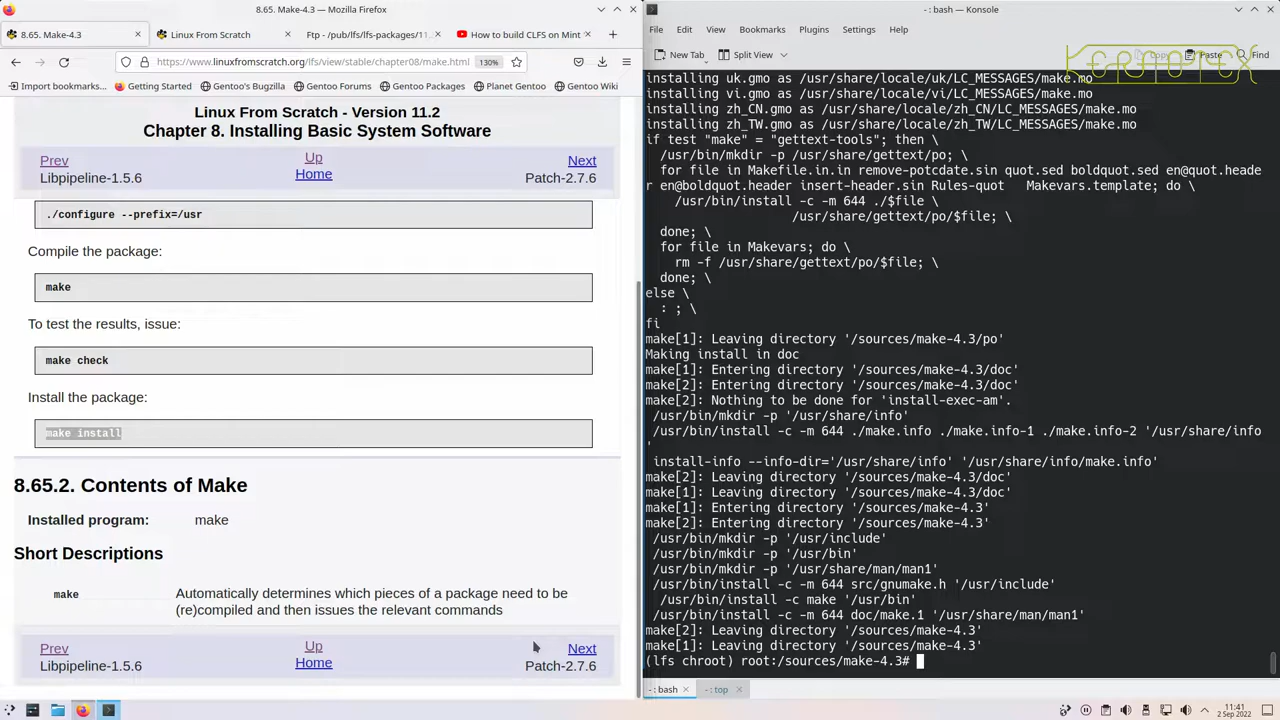 8.65. Make-4.3 — Mozilla Firefox
8.65. Make-4.3
Linux From Scratch
Ftp - /pub/lfs/lfs-packages/11.
How to build CLFS on Mint
https://www.linuxfromscratch.org/lfs/view/stable/chapter08/make.html
Import bookmarks...
Getting Started
Gentoo's Bugzilla
Gentoo Forums
Gentoo Packages
Planet Gentoo
Gentoo Wiki
Linux From Scratch - Version 11.2
Chapter 8. Installing Basic System Software
Prev
Up
Next
Libpipeline-1.5.6
Home
Patch-2.7.6
./configure --prefix=/usr
Compile the package:
make
To test the results, issue:
make check
Install the package:
make install
8.65.2. Contents of Make
Installed program:
make
Short Descriptions
make
Automatically determines which pieces of a package need to be
(re)compiled and then issues the relevant commands
Prev
Up
Next
Libpipeline-1.5.6
Home
Patch-2.7.6
- : bash — Konsole
File Edit View Bookmarks Plugins Settings Help
New Tab
Split View
Copy
Paste
Find
KERNOTEX
installing uk.gmo as /usr/share/locale/uk/LC_MESSAGES/make.mo
installing vi.gmo as /usr/share/locale/vi/LC_MESSAGES/make.mo
installing zh_CN.gmo as /usr/share/locale/zh_CN/LC_MESSAGES/make.mo
installing zh_TW.gmo as /usr/share/locale/zh_TW/LC_MESSAGES/make.mo
if test "make" = "gettext-tools"; then \
/usr/bin/mkdir -p /usr/share/gettext/po; \
for file in Makefile.in.in remove-potcdate.sin quot.sed boldquot.sed en@quot.heade
r en@boldquot.header insert-header.sin Rules-quot Makevars.template; do \
/usr/bin/install -c -m 644 ./$file \
/usr/share/gettext/po/$file; \
done; \
for file in Makevars; do \
rm -f /usr/share/gettext/po/$file; \
done; \
else \
: ; \
fi
make[1]: Leaving directory '/sources/make-4.3/po'
Making install in doc
make[1]: Entering directory '/sources/make-4.3/doc'
make[2]: Entering directory '/sources/make-4.3/doc'
make[2]: Nothing to be done for 'install-exec-am'.
/usr/bin/mkdir -p '/usr/share/info'
/usr/bin/install -c -m 644 ./make.info ./make.info-1 ./make.info-2 '/usr/share/info
'
install-info --info-dir='/usr/share/info' '/usr/share/info/make.info'
make[2]: Leaving directory '/sources/make-4.3/doc'
make[1]: Leaving directory '/sources/make-4.3/doc'
make[1]: Entering directory '/sources/make-4.3'
make[2]: Entering directory '/sources/make-4.3'
/usr/bin/mkdir -p '/usr/include'
/usr/bin/mkdir -p '/usr/bin'
/usr/bin/mkdir -p '/usr/share/man/man1'
/usr/bin/install -c -m 644 src/gnumake.h '/usr/include'
/usr/bin/install -c make '/usr/bin'
/usr/bin/install -c -m 644 doc/make.1 '/usr/share/man/man1'
make[2]: Leaving directory '/sources/make-4.3'
make[1]: Leaving directory '/sources/make-4.3'
(lfs chroot) root:/sources/make-4.3#
- : bash
- : top
11:41
2 Sep 2022